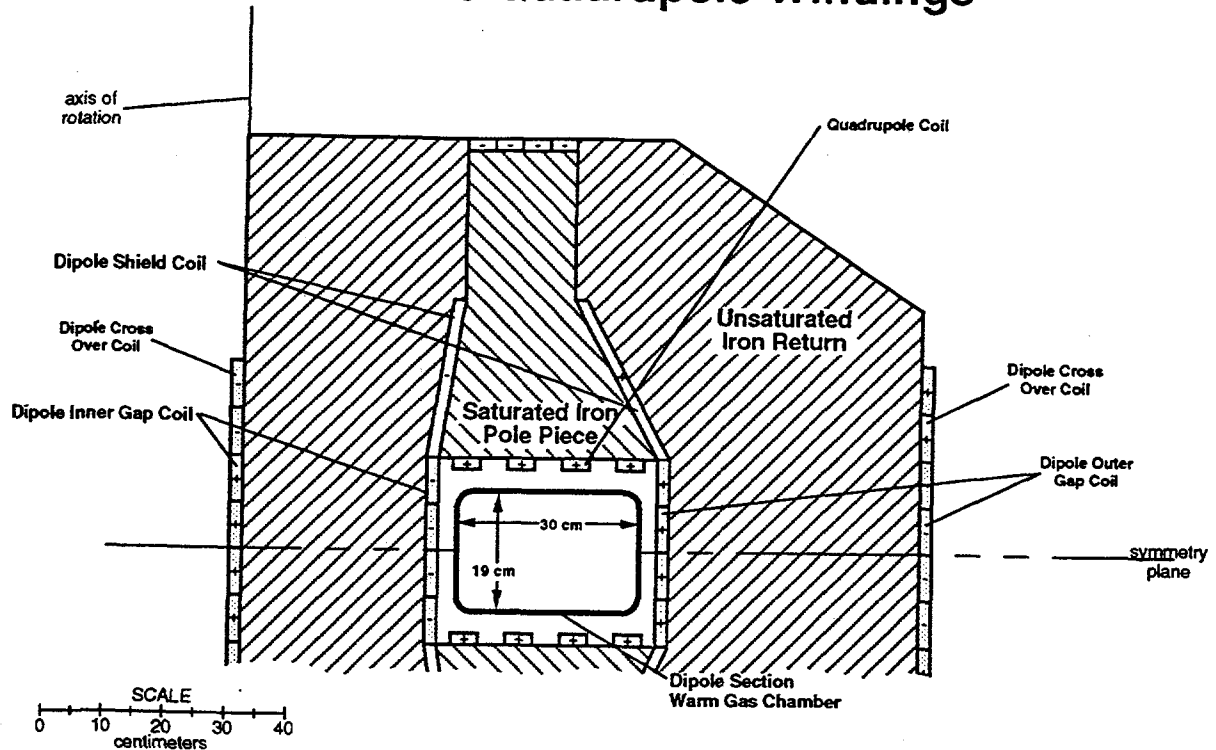 Quadrupole Windings
axis of
rotation
Quadrupole Coil
Dipole Shield Coil
Dipole Cross
Over Coil
Unsaturated
Iron Return
Dipole Cross
Over Coil
Dipole Inner Gap Coil
Saturated Iron
Pole Piece
Dipole Outer
Gap Coil
30 cm
19 cm
symmetry
plane
Dipole Section
Warm Gas Chamber
SCALE
0 10 20 30 40
centimeters